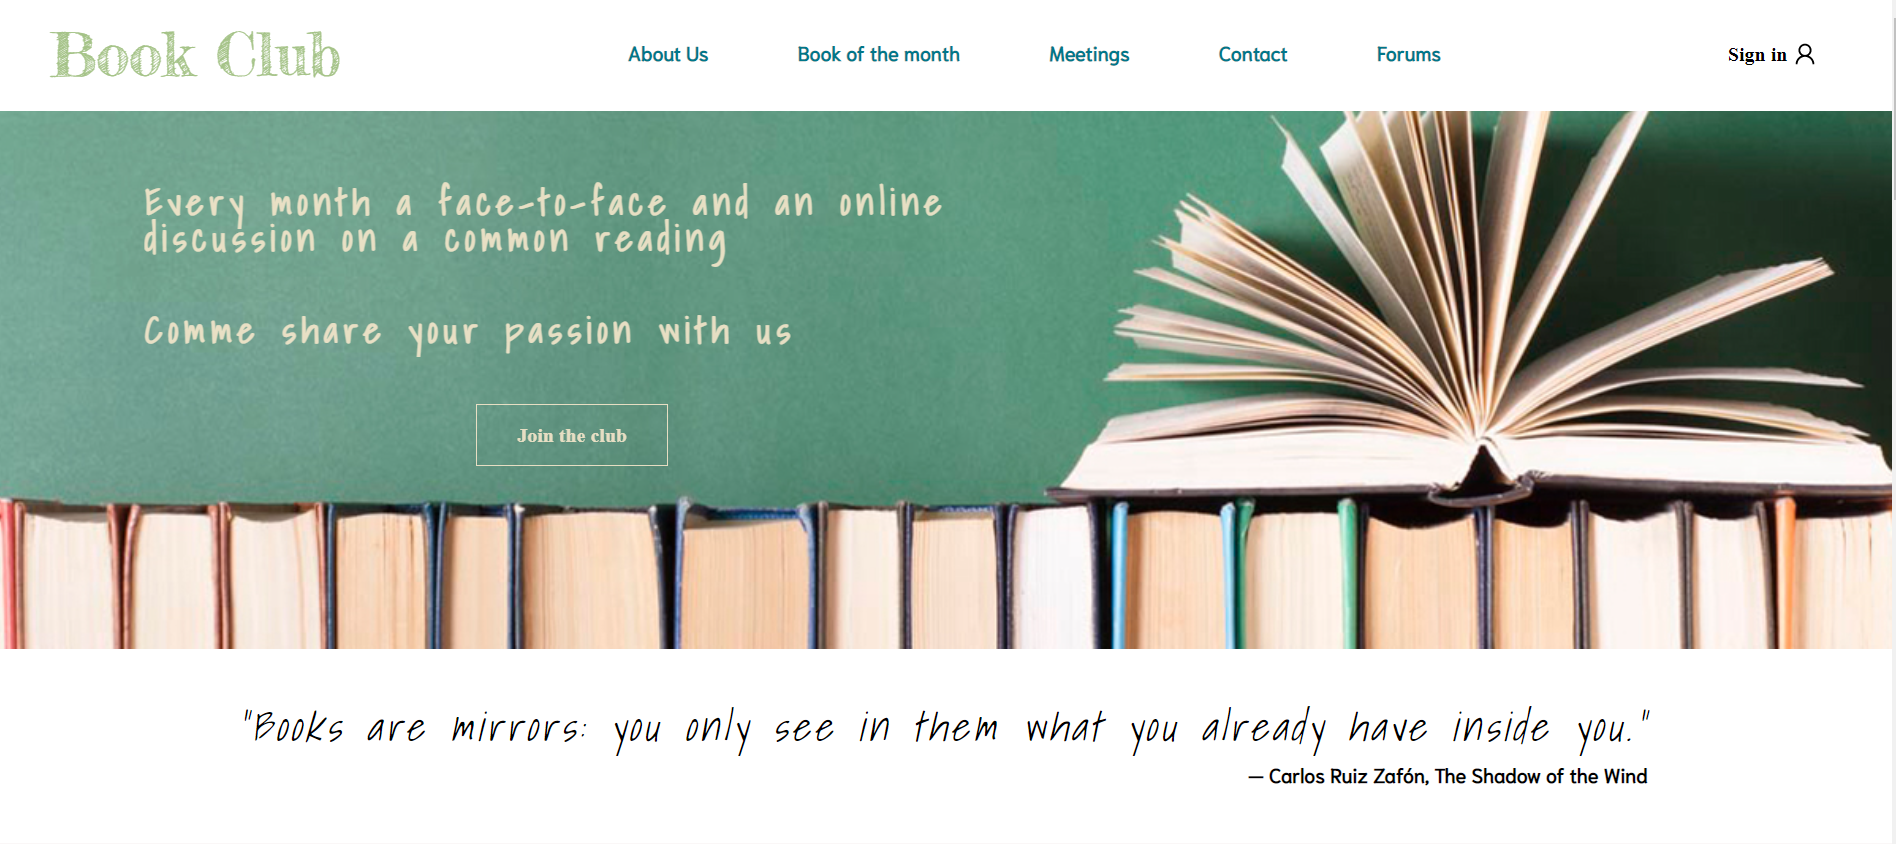 Book Club
About Us
Book of the month
Meetings
Contact
Forums
Sign in
Every month a face-to-face and an online
discussion on a common reading
Comme share your passion with us
Join the club
"Books are mirrors: you only see in them what you already have inside you."
— Carlos Ruiz Zafón, The Shadow of the Wind